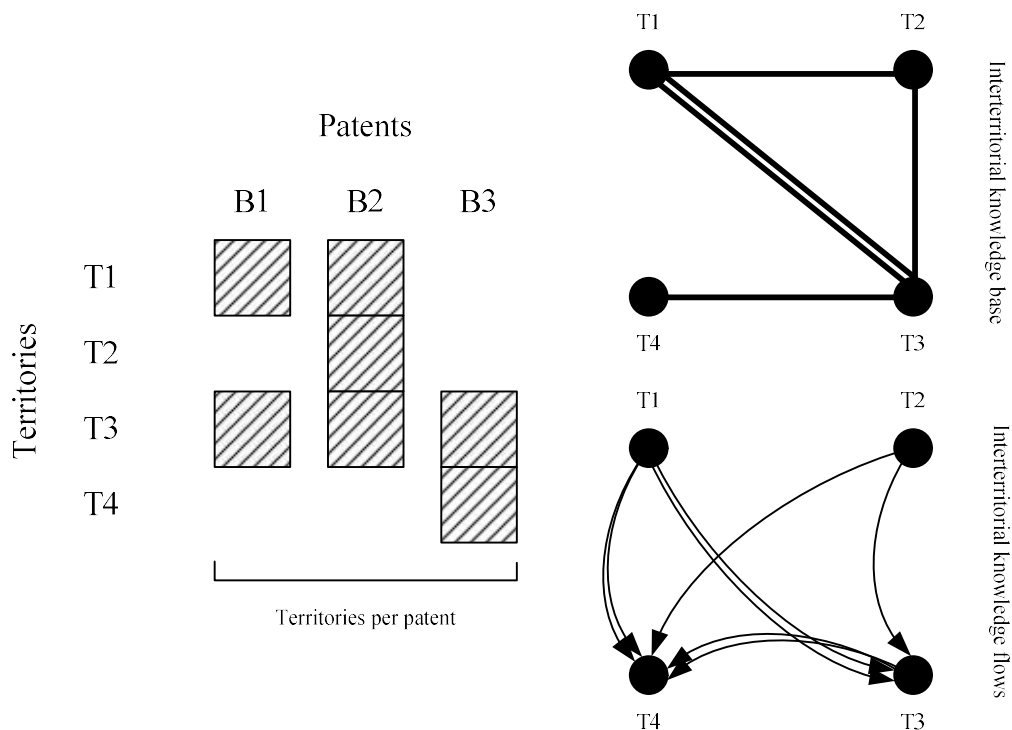 Patents
B1 B2 B3
Territories
T1
T2
T3
T4
Territories per patent
T1 T2
T4 T3
Interterritorial knowledge base
T1 T2
T4 T3
Interterritorial knowledge flows